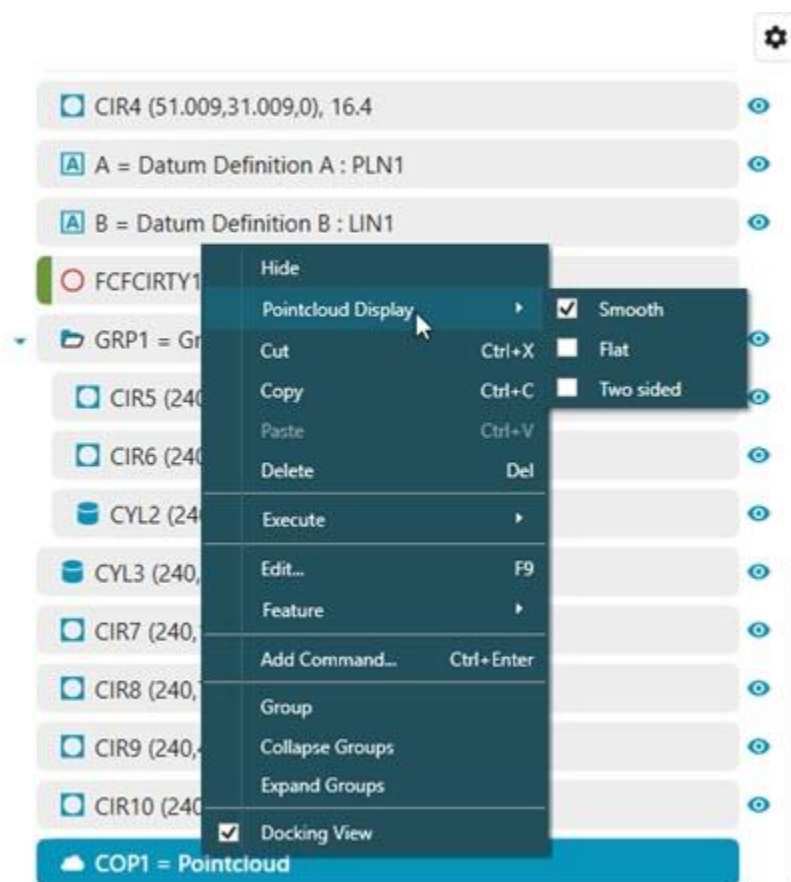 CIR4 (51.009,31.009,0), 16.4
A = Datum Definition A : PLN1
B = Datum Definition B : LIN1
FCFCIRTY1
GRP1 = Gr
CIR5 (240
CIR6 (240
CYL2 (24
CYL3 (240,
CIR7 (240,
CIR8 (240,
CIR9 (240,
CIR10 (240
COP1 = Pointcloud
Hide
Pointcloud Display
Cut Ctrl+X
Copy Ctrl+C
Paste Ctrl+V
Delete Del
Execute
Edit... F9
Feature
Add Command... Ctrl+Enter
Group
Collapse Groups
Expand Groups
Docking View
Smooth
Flat
Two sided